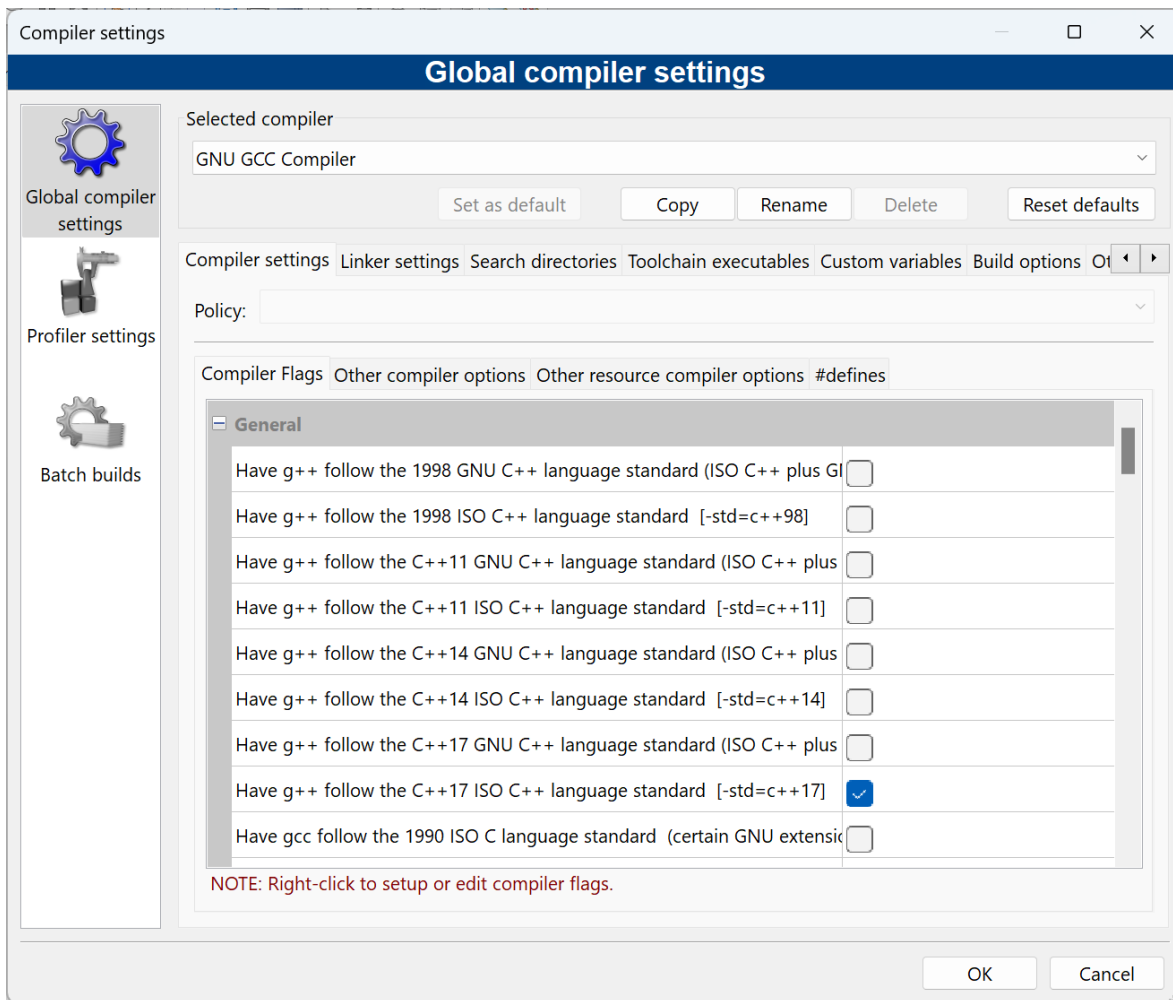 Compiler settings
Global compiler settings
Global compiler
settings
Profiler settings
Batch builds
Selected compiler
GNU GCC Compiler
Set as default Copy Rename Delete Reset defaults
Compiler settings Linker settings Search directories Toolchain executables Custom variables Build options
Policy:
Compiler Flags Other compiler options Other resource compiler options #defines
General
Have g++ follow the 1998 GNU C++ language standard (ISO C++ plus
Have g++ follow the 1998 ISO C++ language standard [-std=c++98]
Have g++ follow the C++11 GNU C++ language standard (ISO C++ plus
Have g++ follow the C++11 ISO C++ language standard [-std=c++11]
Have g++ follow the C++14 GNU C++ language standard (ISO C++ plus
Have g++ follow the C++14 ISO C++ language standard [-std=c++14]
Have g++ follow the C++17 GNU C++ language standard (ISO C++ plus
Have g++ follow the C++17 ISO C++ language standard [-std=c++17]
Have gcc follow the 1990 ISO C language standard (certain GNU
NOTE: Right-click to setup or edit compiler flags.
OK Cancel